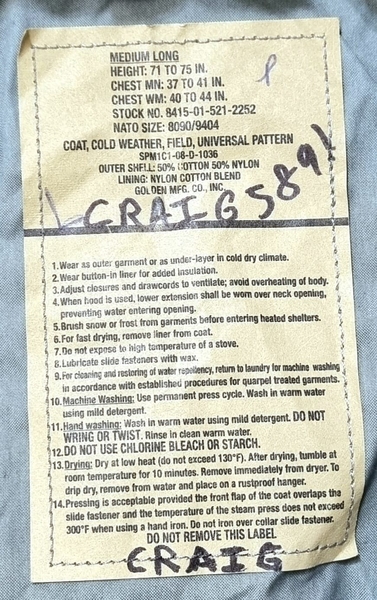 MEDIUM LONG
HEIGHT: 71 TO 75 IN.
CHEST MN: 37 TO 41 IN.
CHEST WM: 40 TO 44 IN.
STOCK NO. 8415-01-521-2252
NATO SIZE: 8090/9404
COAT, COLD WEATHER, FIELD, UNIVERSAL PATTERN
SPM1C1-08-D-1036
OUTER SHELL: 50% COTTON 50% NYLON
LINING: NYLON COTTON BLEND
GOLDEN MFG. CO., INC.
CRAIG 5891
1.Wear as outer garment or as under-layer in cold dry climate.
2.Wear button-in liner for added insulation.
3.Adjust closures and drawcords to ventilate; avoid overheating of body.
4.When hood is used, lower extension shall be worn over neck opening,
preventing water entering opening.
5.Brush snow or frost from garments before entering heated shelters.
6.For fast drying, remove liner from coat.
7.Do not expose to high temperature of a stove.
8.Lubricate slide fasteners with wax.
9.For cleaning and restoring of water repellency, return to laundry for machine washing
in accordance with established procedures for quarpel treated garments.
10.Machine Washing: Use permanent press cycle. Wash in warm water
using mild detergent.
11.Hand washing: Wash in warm water using mild detergent. DO NOT
WRING OR TWIST. Rinse in clean warm water.
12.DO NOT USE CHLORINE BLEACH OR STARCH.
13.Drying: Dry at low heat (do not exceed 130°F). After drying, tumble at
room temperature for 10 minutes. Remove immediately from dryer. To
drip dry, remove from water and place on a rustproof hanger.
14.Pressing is acceptable provided the front flap of the coat overlaps the
slide fastener and the temperature of the steam press does not exceed
300°F when using a hand iron. Do not iron over collar slide fastener.
DO NOT REMOVE THIS LABEL
CRAIG